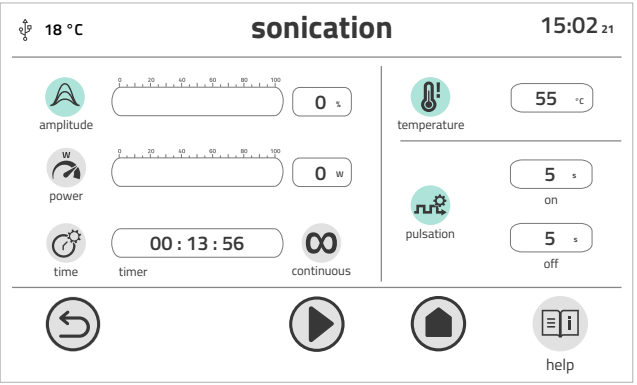 18 °C
sonication
15:02 21
0 20 40 60 80 100
0 %
amplitude
55 °C
temperature
W
0 20 40 60 80 100
0 W
power
5 s
on
pulsation
00 : 13 : 56
5 s
time
timer
continuous
off
help